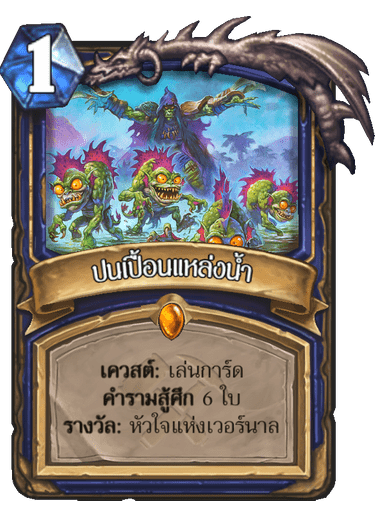 1
ปนเปื้อนแหล่งน้ำ
เควสต์: เล่นการ์ด
คำรามสู้ศึก 6 ใบ
รางวัล: หัวใจแห่งเวอร์นาล